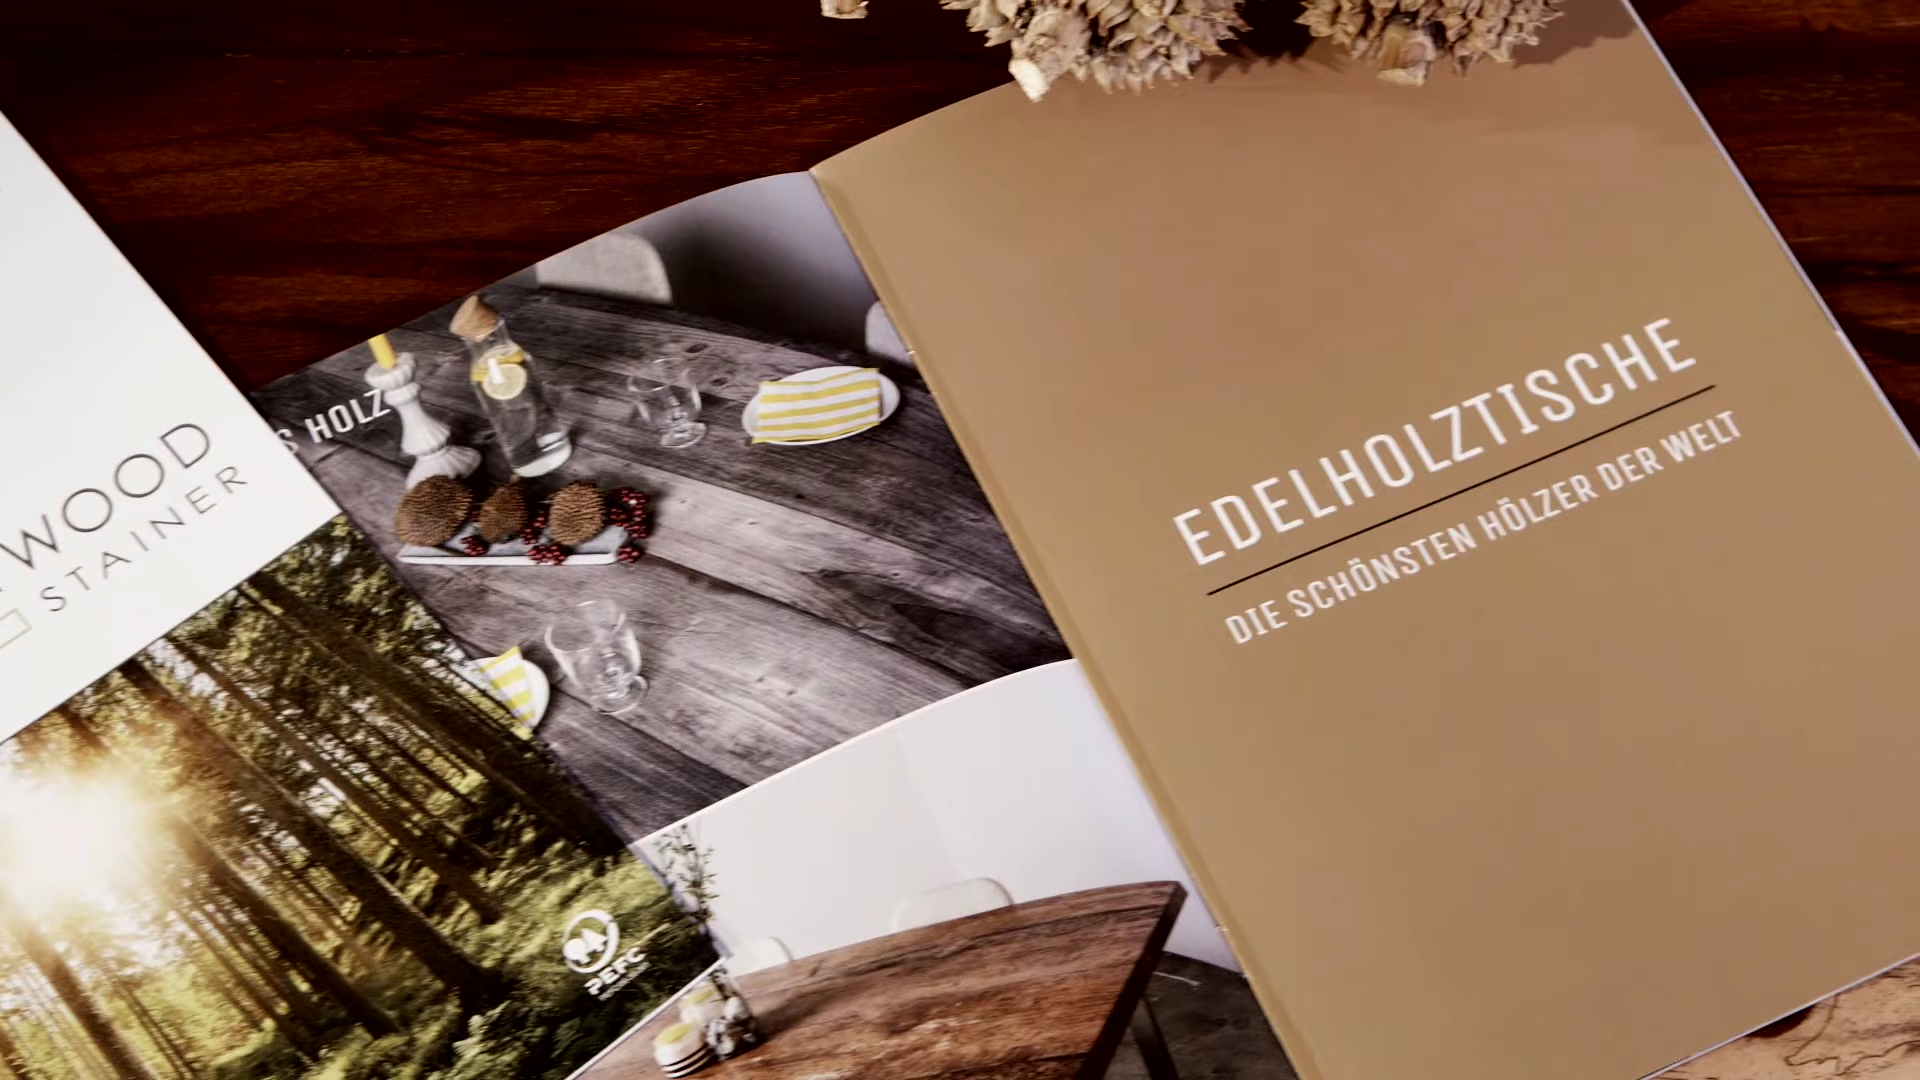 WOOD
STAINER
HOLZ
PEFC
EDELHOLZTISCHE
DIE SCHÖNSTEN HÖLZER DER WELT